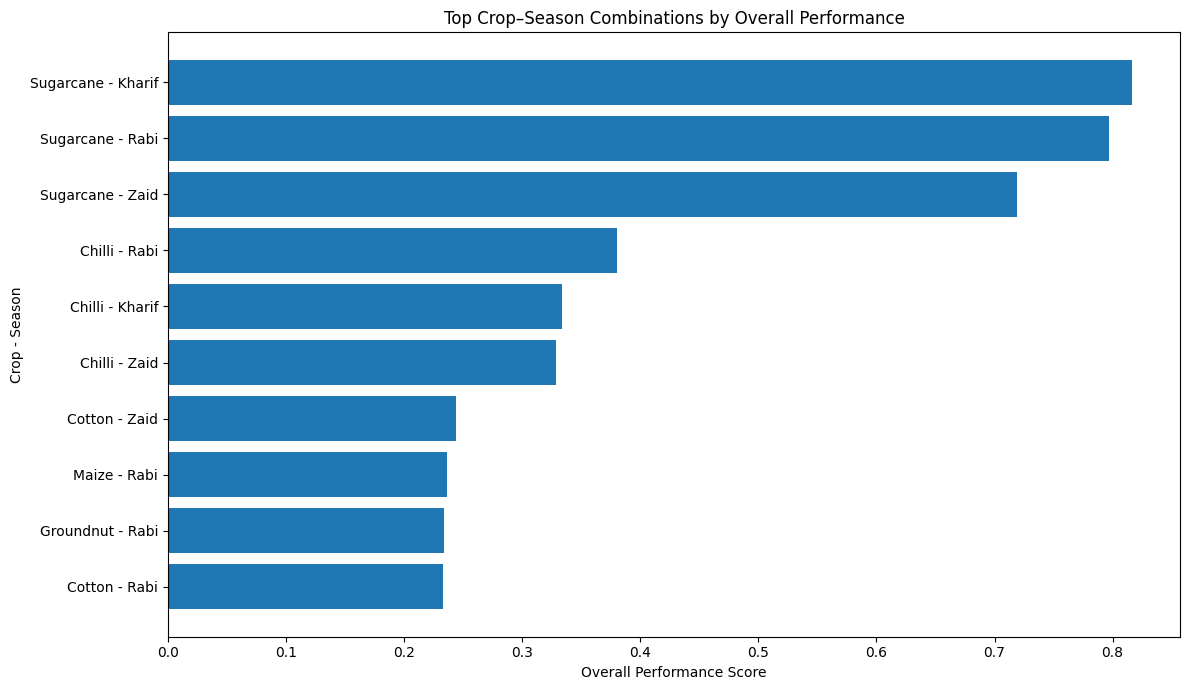 Top Crop–Season Combinations by Overall Performance
Crop - Season
Sugarcane - Kharif
Sugarcane - Rabi
Sugarcane - Zaid
Chilli - Rabi
Chilli - Kharif
Chilli - Zaid
Cotton - Zaid
Maize - Rabi
Groundnut - Rabi
Cotton - Rabi
0.0 0.1 0.2 0.3 0.4 0.5 0.6 0.7 0.8
Overall Performance Score